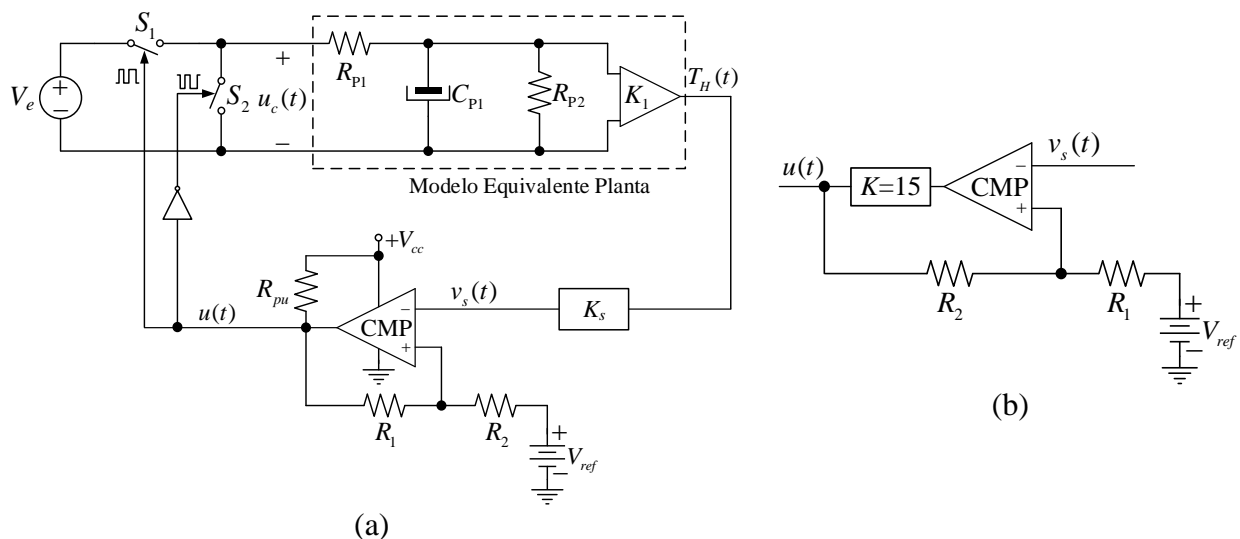 S1
Ve
S2
uc(t)
+
−
RP1
CP1
RP2
K1
TH(t)
Modelo Equivalente Planta
+Vcc
Rpu
u(t)
CMP
−
+
vs(t)
Ks
R1
R2
+
Vref
−
(a)
u(t)
K=15
CMP
−
+
vs(t)
R2
R1
+
Vref
−
(b)